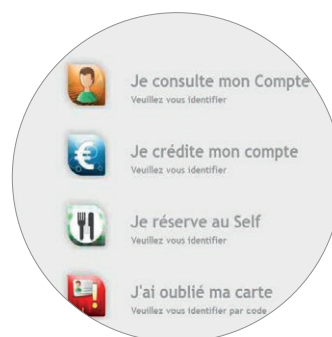 Je consulte mon Compte
Veuillez vous identifier
Je crédite mon compte
Veuillez vous identifier
Je réserve au Self
Veuillez vous identifier
J'ai oublié ma carte
Veuillez vous identifier par code